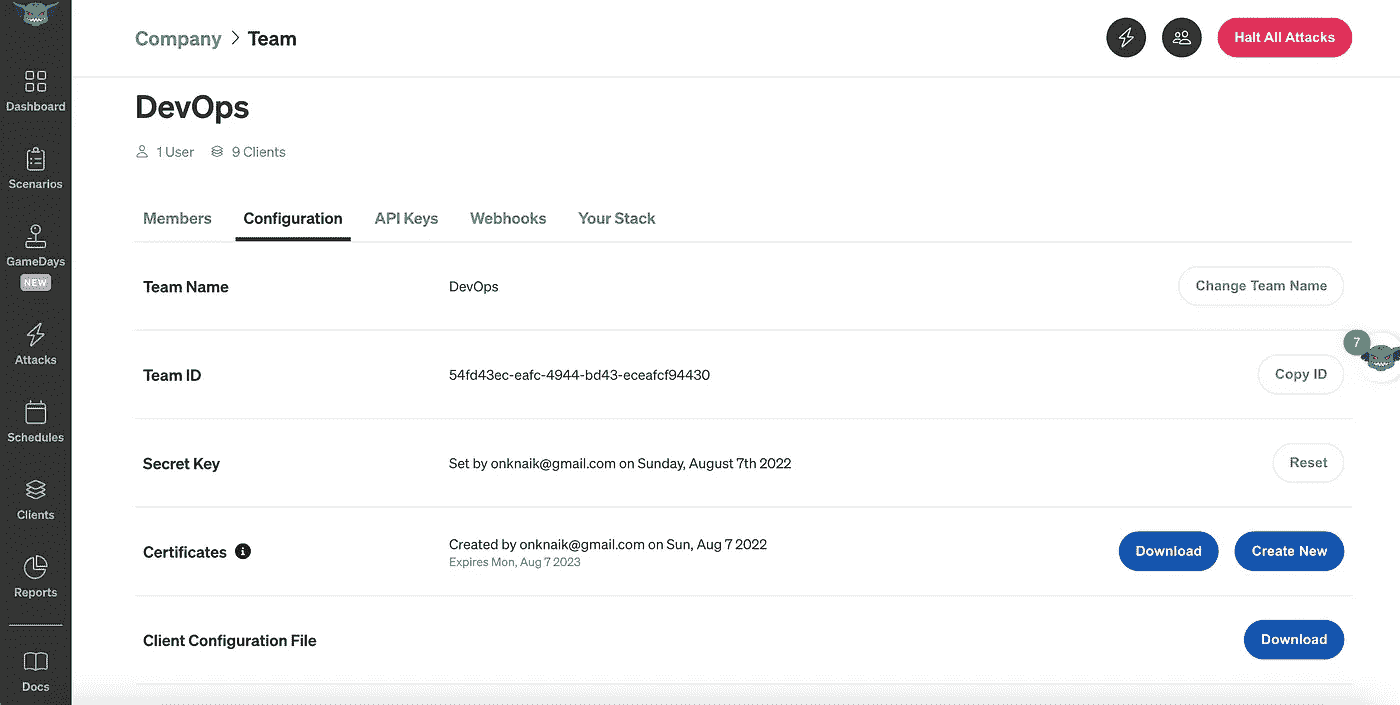 Company > Team
Halt All Attacks
Dashboard
Scenarios
GameDays
NEW
Attacks
Schedules
Clients
Reports
Docs
DevOps
1 User 9 Clients
Members Configuration API Keys Webhooks Your Stack
Team Name DevOps Change Team Name
7
Team ID 54fd43ec-eafc-4944-bd43-eceafcf94430 Copy ID
Secret Key Set by onknaik@gmail.com on Sunday, August 7th 2022 Reset
Certificates Created by onknaik@gmail.com on Sun, Aug 7 2022 Download Create New
Expires Mon, Aug 7 2023
Client Configuration File Download